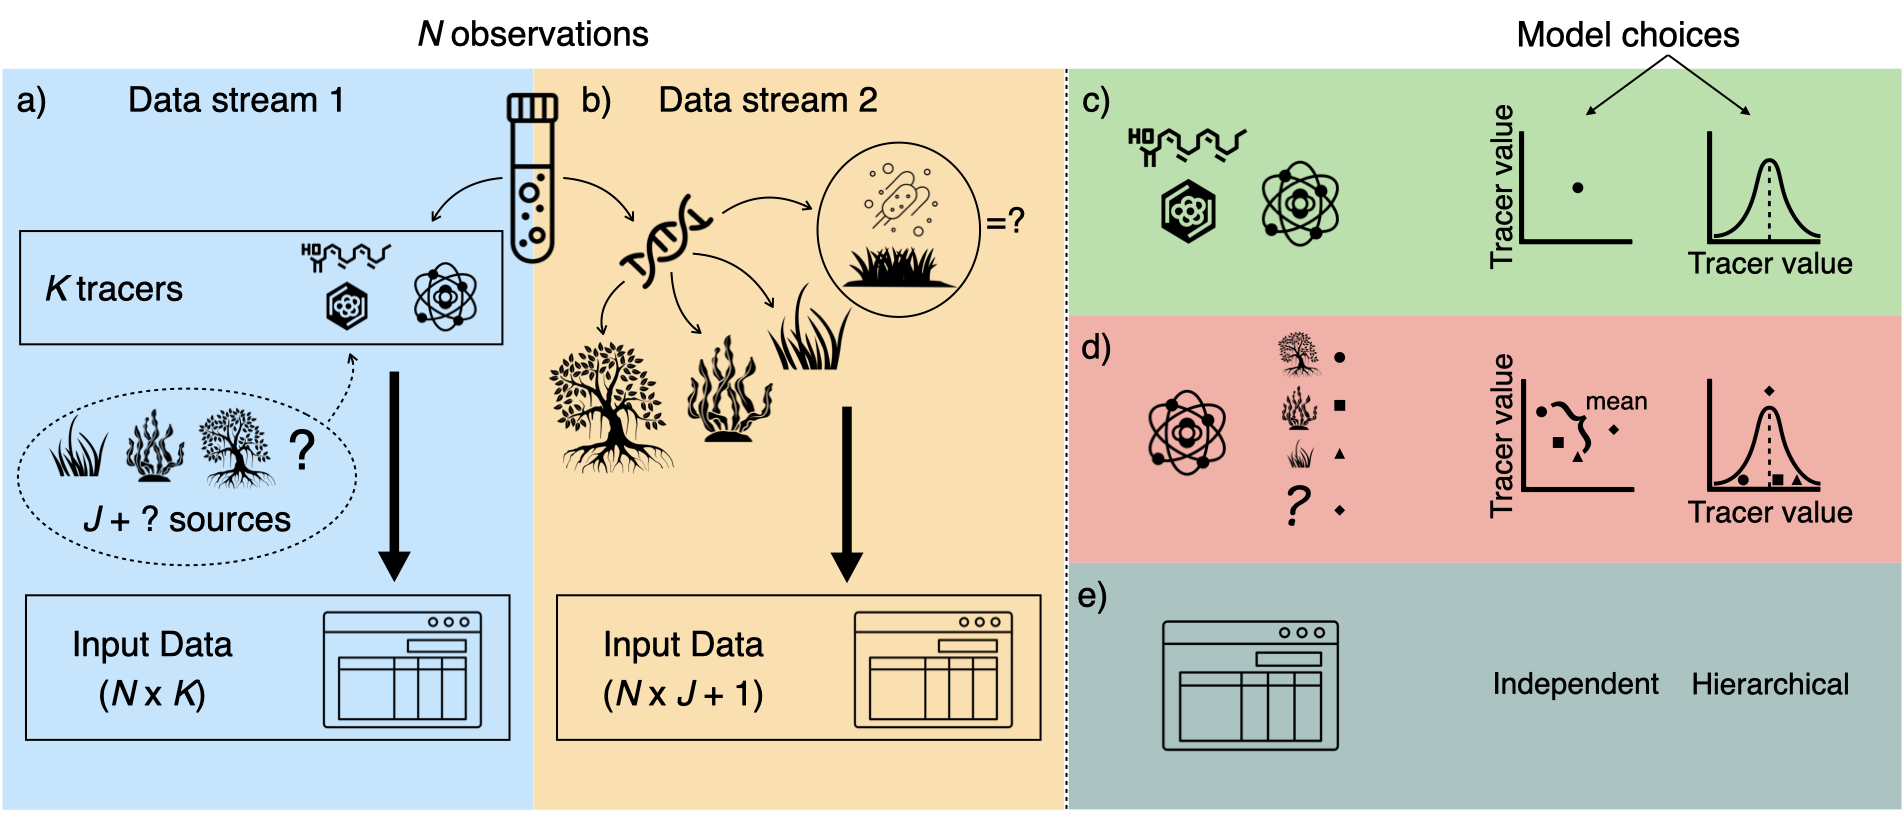 N observations
Model choices
a)
Data stream 1
HO
K tracers
?
J + ? sources
Input Data
(N x K)
b)
Data stream 2
=?
Input Data
(N x J + 1)
c)
HO
Tracer value
Tracer value
d)
?
Tracer value
mean
Tracer value
e)
Independent
Hierarchical